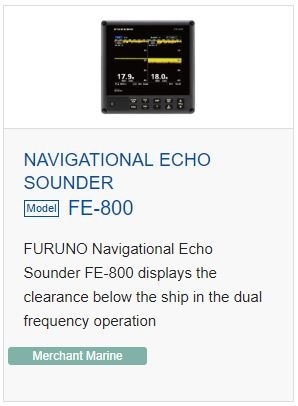 FURUNO
17.9
18.0
NAVIGATIONAL ECHO
SOUNDER
Model FE-800
FURUNO Navigational Echo
Sounder FE-800 displays the
clearance below the ship in the dual
frequency operation
Merchant Marine